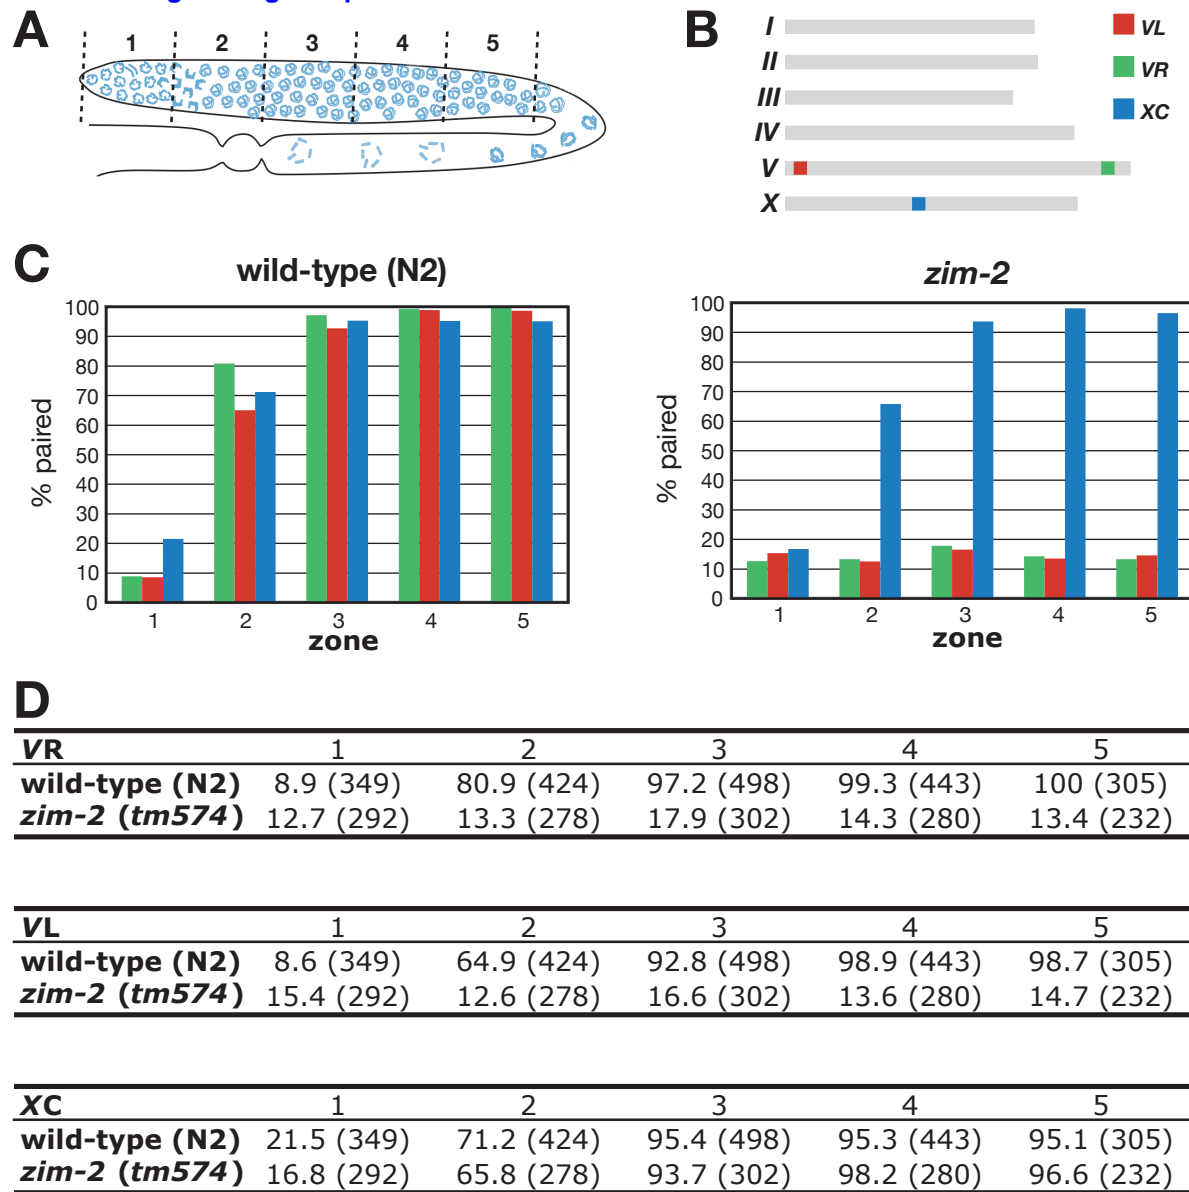 A
1 2 3 4 5
B
I
II
III
IV
V
X
VL
VR
XC
C
wild-type (N2)
% paired
100
90
80
70
60
50
40
30
20
10
0
1 2 3 4 5
zone
zim-2
% paired
100
90
80
70
60
50
40
30
20
10
0
1 2 3 4 5
zone
D
VR 1 2 3 4 5
wild-type (N2) 8.9 (349) 80.9 (424) 97.2 (498) 99.3 (443) 100 (305)
zim-2 (tm574) 12.7 (292) 13.3 (278) 17.9 (302) 14.3 (280) 13.4 (232)
VL 1 2 3 4 5
wild-type (N2) 8.6 (349) 64.9 (424) 92.8 (498) 98.9 (443) 98.7 (305)
zim-2 (tm574) 15.4 (292) 12.6 (278) 16.6 (302) 13.6 (280) 14.7 (232)
XC 1 2 3 4 5
wild-type (N2) 21.5 (349) 71.2 (424) 95.4 (498) 95.3 (443) 95.1 (305)
zim-2 (tm574) 16.8 (292) 65.8 (278) 93.7 (302) 98.2 (280) 96.6 (232)